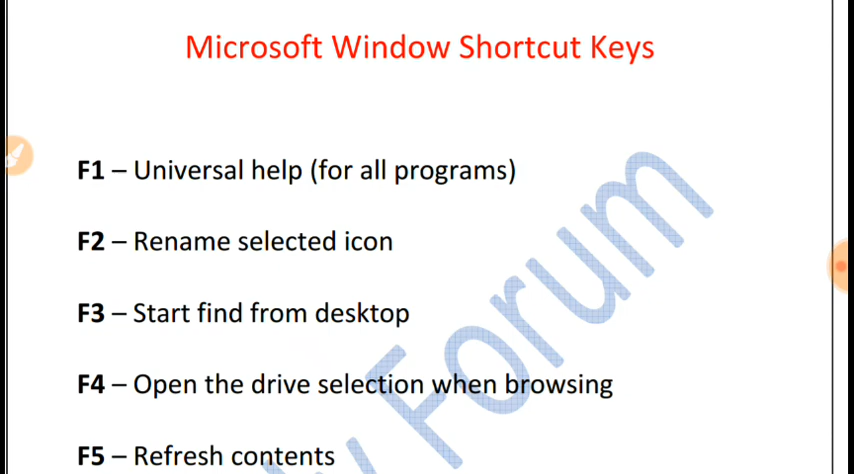 Microsoft Window Shortcut Keys
F1 – Universal help (for all programs)
F2 – Rename selected icon
F3 – Start find from desktop
F4 – Open the drive selection when browsing
F5 – Refresh contents
Forum